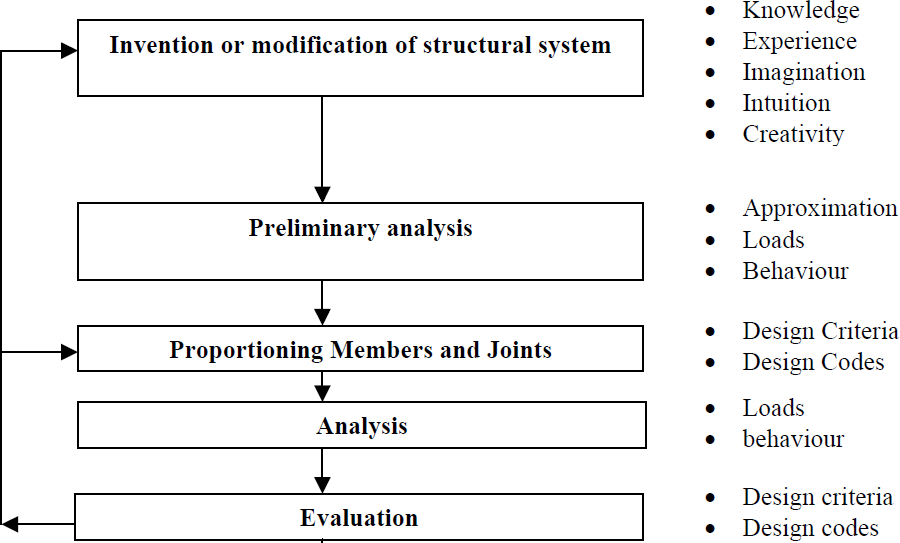 Invention or modification of structural system
• Knowledge
• Experience
• Imagination
• Intuition
• Creativity
Preliminary analysis
• Approximation
• Loads
• Behaviour
Proportioning Members and Joints
• Design Criteria
• Design Codes
Analysis
• Loads
• behaviour
Evaluation
• Design criteria
• Design codes